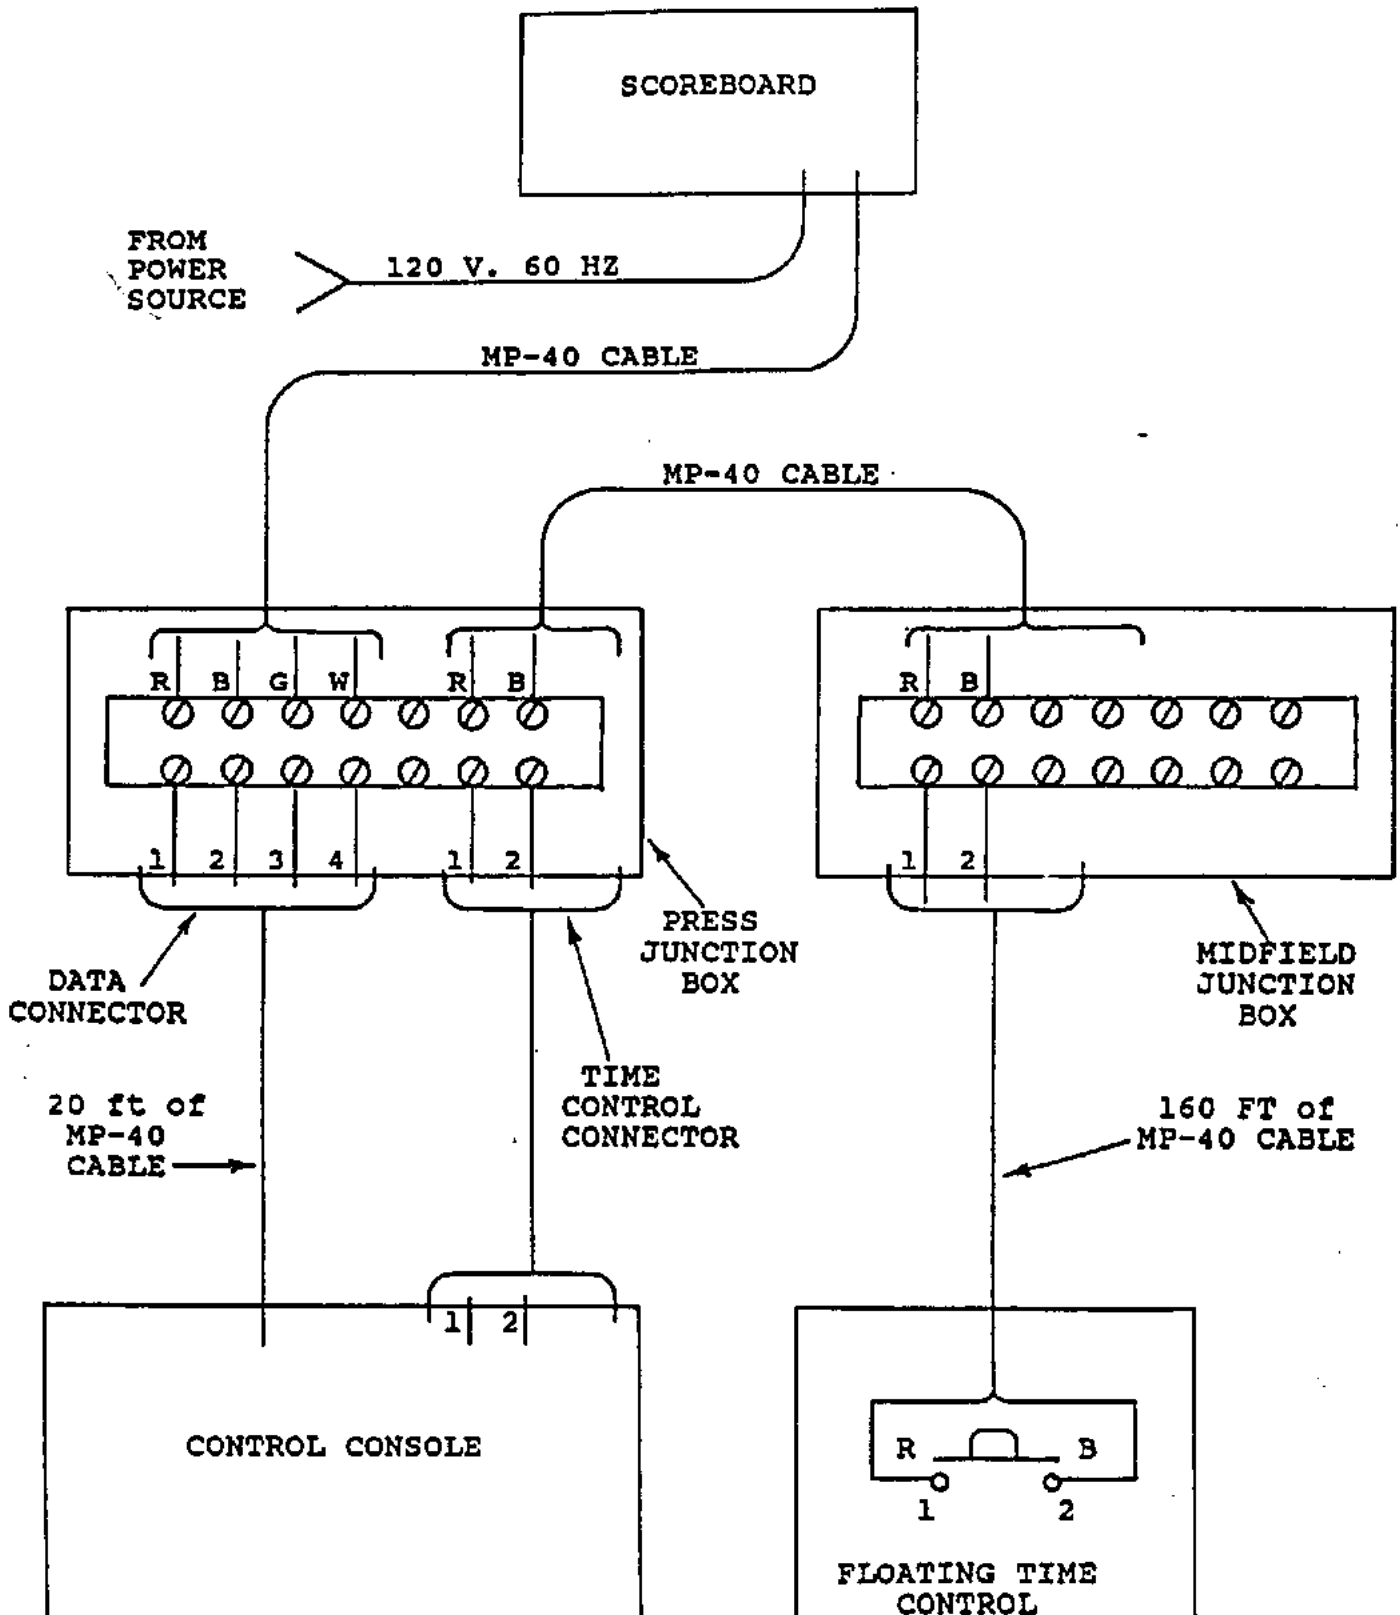 SCOREBOARD
FROM
POWER
SOURCE
120 V. 60 HZ
MP-40 CABLE
MP-40 CABLE
R B G W R B
R B
1 2 3 4 1 2
1 2
PRESS
JUNCTION
BOX
MIDFIELD
JUNCTION
BOX
DATA
CONNECTOR
TIME
CONTROL
CONNECTOR
20 ft of
MP-40
CABLE
160 FT of
MP-40 CABLE
1 2
CONTROL CONSOLE
R B
1 2
FLOATING TIME
CONTROL